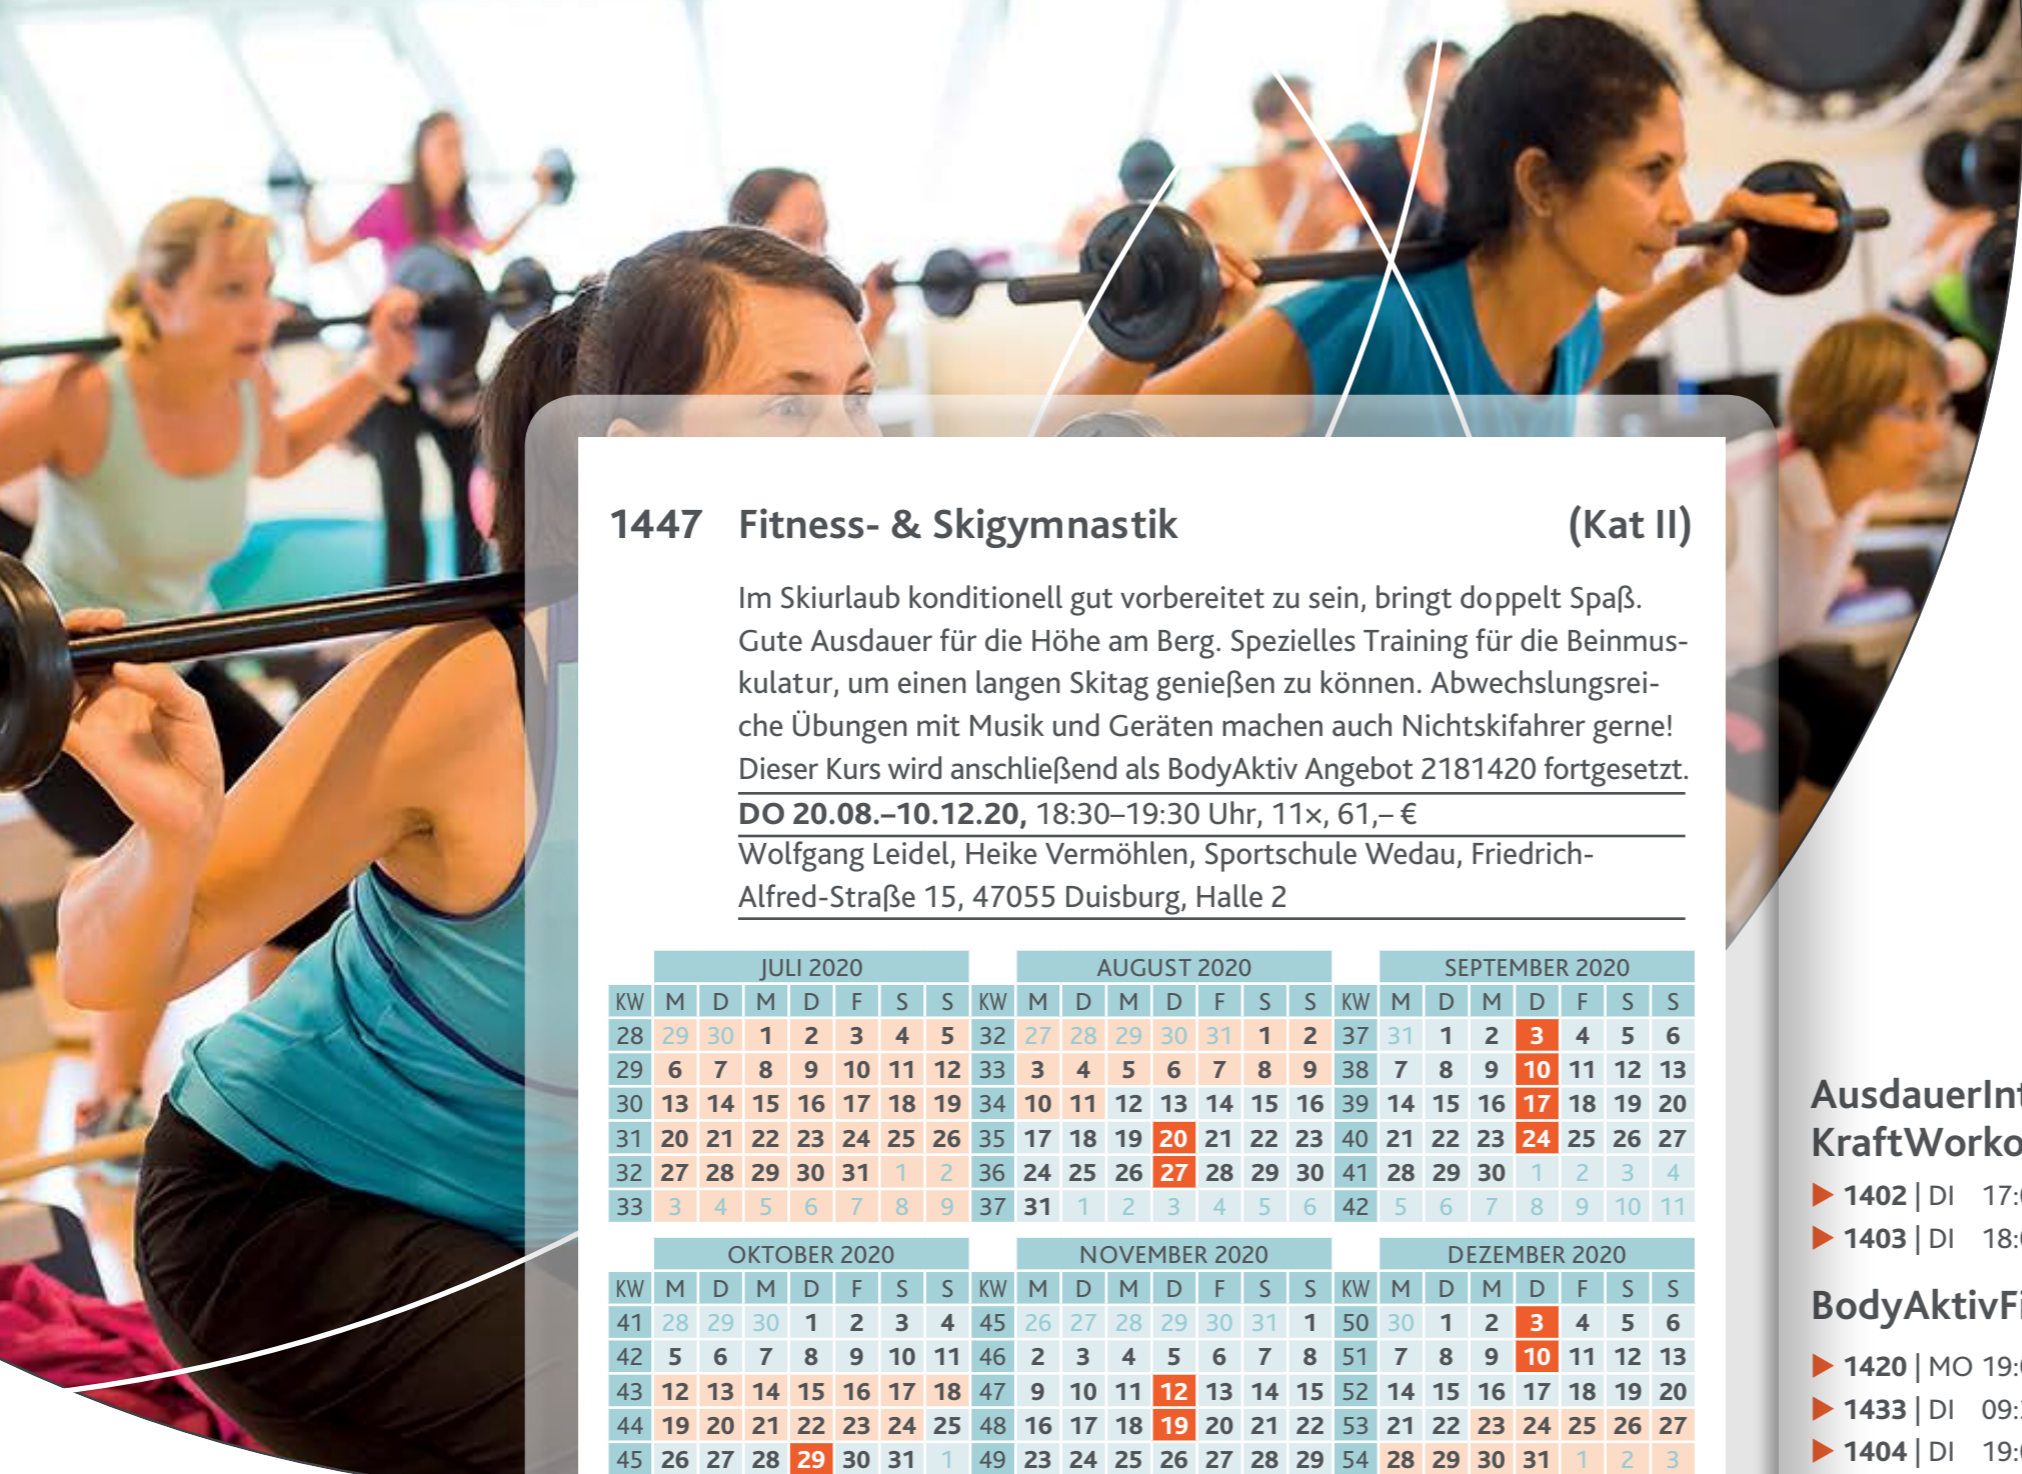 1447 Fitness- & Skigymnastik (Kat II)
Im Skiurlaub konditionell gut vorbereitet zu sein, bringt doppelt Spaß.
Gute Ausdauer für die Höhe am Berg. Spezielles Training für die Beinmus-
kulatur, um einen langen Skitag genießen zu können. Abwechslungsrei-
che Übungen mit Musik und Geräten machen auch Nichtskifahrer gerne!
Dieser Kurs wird anschließend als BodyAktiv Angebot 2181420 fortgesetzt.
DO 20.08.–10.12.20, 18:30–19:30 Uhr, 11×, 61,– €
Wolfgang Leidel, Heike Vermöhlen, Sportschule Wedau, Friedrich-
Alfred-Straße 15, 47055 Duisburg, Halle 2
JULI 2020 AUGUST 2020 SEPTEMBER 2020
KW M D M D F S S KW M D M D F S S KW M D M D F S S
28 29 30 1 2 3 4 5 32 27 28 29 30 31 1 2 37 31 1 2 3 4 5 6
29 6 7 8 9 10 11 12 33 3 4 5 6 7 8 9 38 7 8 9 10 11 12 13
30 13 14 15 16 17 18 19 34 10 11 12 13 14 15 16 39 14 15 16 17 18 19 20
31 20 21 22 23 24 25 26 35 17 18 19 20 21 22 23 40 21 22 23 24 25 26 27
32 27 28 29 30 31 1 2 36 24 25 26 27 28 29 30 41 28 29 30 1 2 3 4
33 3 4 5 6 7 8 9 37 31 1 2 3 4 5 6 42 5 6 7 8 9 10 11
OKTOBER 2020 NOVEMBER 2020 DEZEMBER 2020
KW M D M D F S S KW M D M D F S S KW M D M D F S S
41 28 29 30 1 2 3 4 45 26 27 28 29 30 31 1 50 30 1 2 3 4 5 6
42 5 6 7 8 9 10 11 46 2 3 4 5 6 7 8 51 7 8 9 10 11 12 13
43 12 13 14 15 16 17 18 47 9 10 11 12 13 14 15 52 14 15 16 17 18 19 20
44 19 20 21 22 23 24 25 48 16 17 18 19 20 21 22 53 21 22 23 24 25 26 27
45 26 27 28 29 30 31 1 49 23 24 25 26 27 28 29 54 28 29 30 31 1 2 3
AusdauerInt
KraftWorko
▶ 1402 | DI 17:0
▶ 1403 | DI 18:0
BodyAktivFi
▶ 1420 | MO 19:0
▶ 1433 | DI 09:
▶ 1404 | DI 19:0